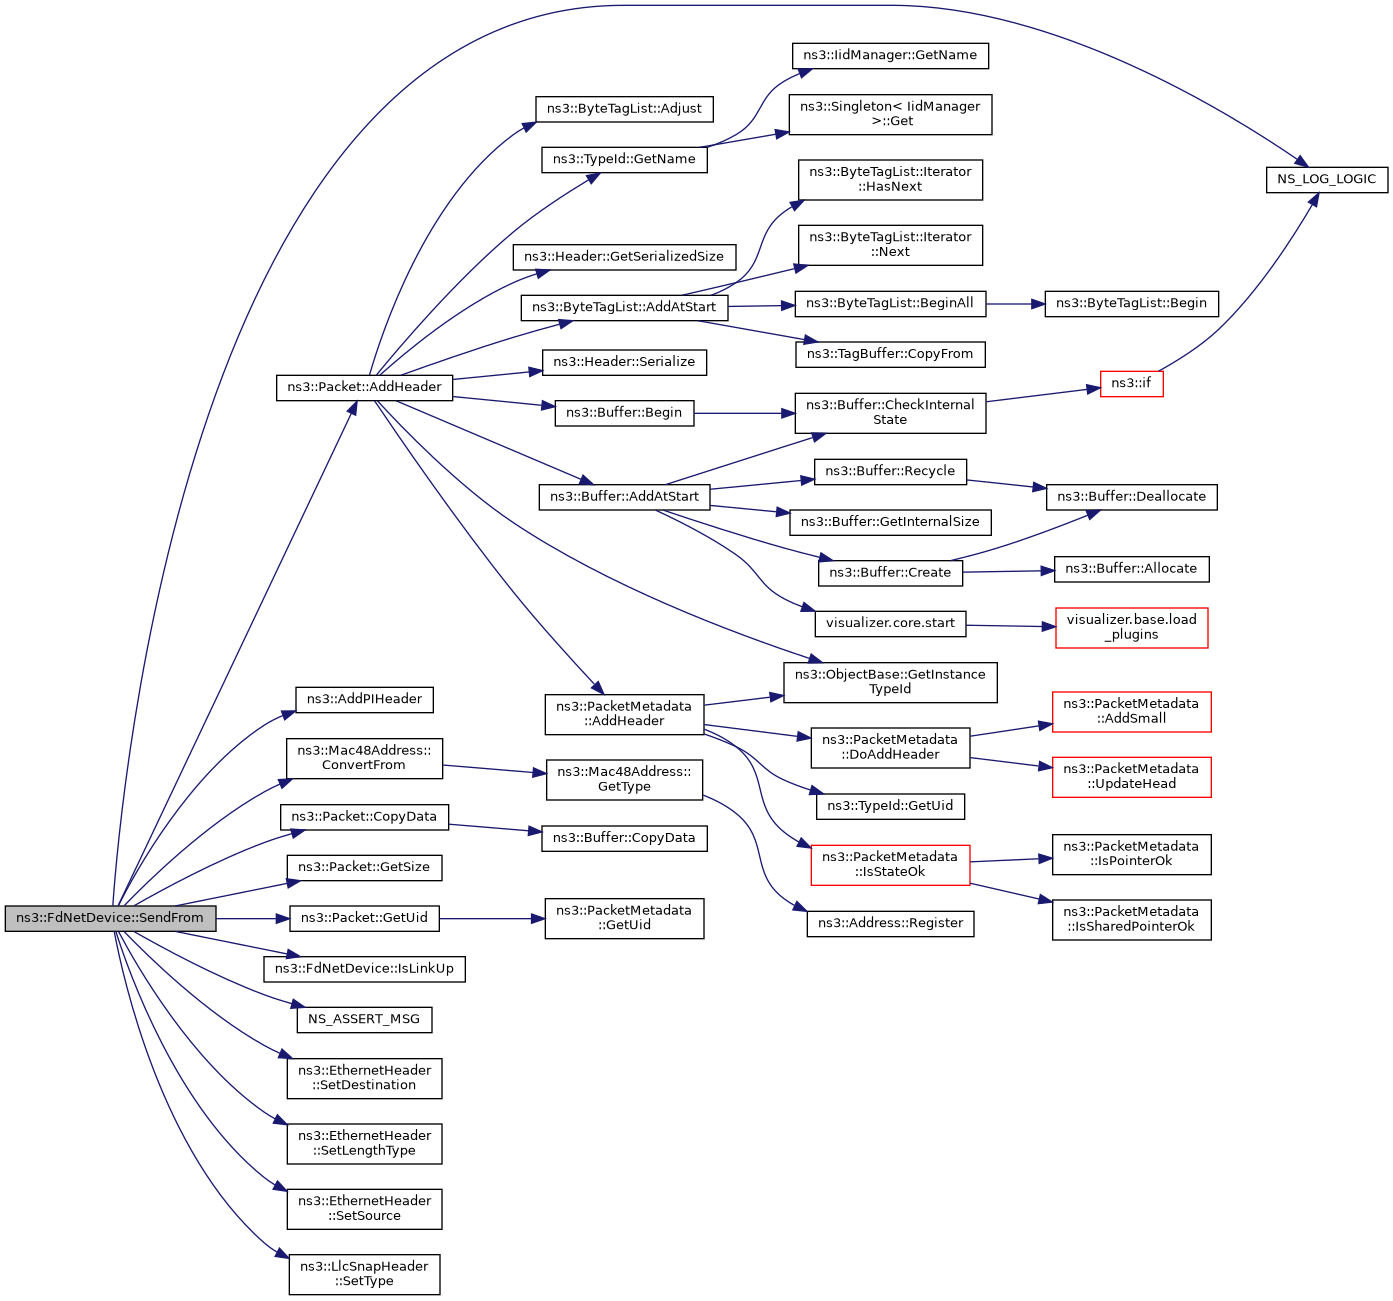 ns3::FdNetDevice::SendFrom
ns3::Packet::AddHeader
ns3::AddPIHeader
ns3::Mac48Address::
ConvertFrom
ns3::Packet::CopyData
ns3::Packet::GetSize
ns3::Packet::GetUid
ns3::FdNetDevice::IsLinkUp
NS_ASSERT_MSG
ns3::EthernetHeader
::SetDestination
ns3::EthernetHeader
::SetLengthType
ns3::EthernetHeader
::SetSource
ns3::LlcSnapHeader
::SetType
ns3::ByteTagList::Adjust
ns3::TypeId::GetName
ns3::Header::GetSerializedSize
ns3::ByteTagList::AddAtStart
ns3::Header::Serialize
ns3::Buffer::Begin
ns3::Buffer::AddAtStart
ns3::PacketMetadata
::AddHeader
ns3::Mac48Address::
GetType
ns3::Buffer::CopyData
ns3::PacketMetadata
::GetUid
ns3::IidManager::GetName
ns3::Singleton< IidManager
>::Get
ns3::ByteTagList::Iterator
::HasNext
ns3::ByteTagList::Iterator
::Next
ns3::ByteTagList::BeginAll
ns3::TagBuffer::CopyFrom
ns3::Buffer::CheckInternal
State
ns3::Buffer::Recycle
ns3::Buffer::GetInternalSize
ns3::Buffer::Create
visualizer.core.start
ns3::ObjectBase::GetInstance
TypeId
ns3::PacketMetadata
::DoAddHeader
ns3::TypeId::GetUid
ns3::PacketMetadata
::IsStateOk
ns3::Address::Register
ns3::ByteTagList::Begin
ns3::if
ns3::Buffer::Deallocate
ns3::Buffer::Allocate
visualizer.base.load
_plugins
ns3::PacketMetadata
::AddSmall
ns3::PacketMetadata
::UpdateHead
ns3::PacketMetadata
::IsPointerOk
ns3::PacketMetadata
::IsSharedPointerOk
NS_LOG_LOGIC